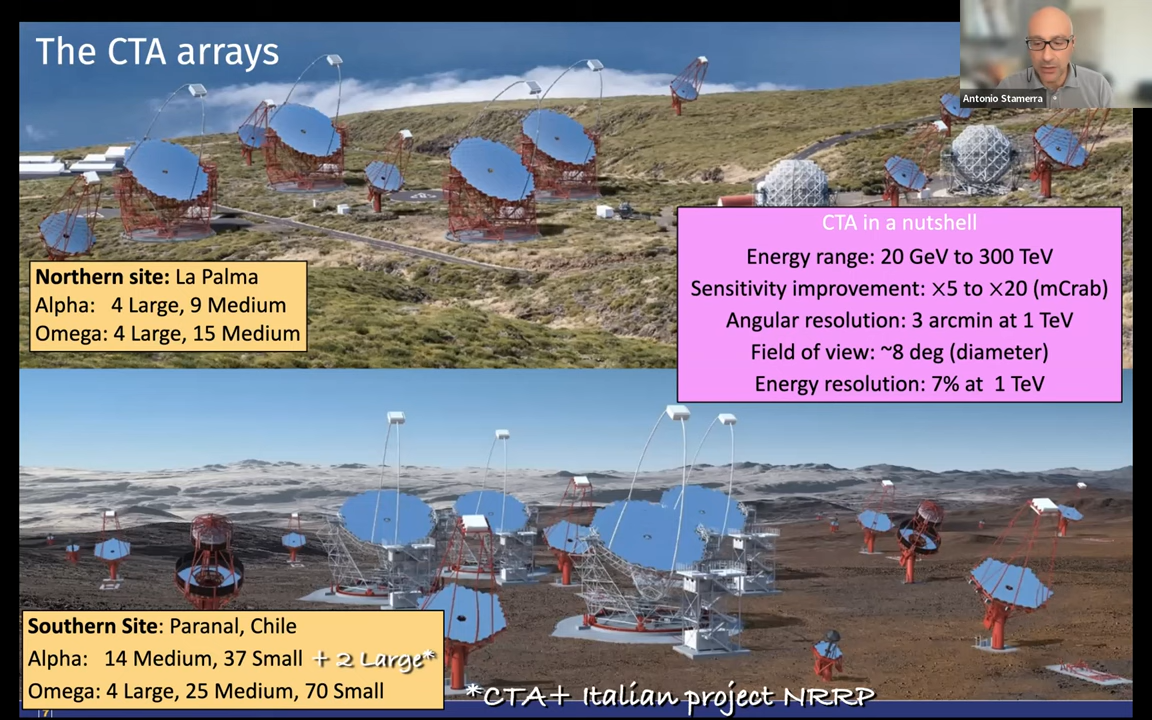 The CTA arrays
Antonio Stamerra
CTA in a nutshell
Energy range: 20 GeV to 300 TeV
Sensitivity improvement: ×5 to ×20 (mCrab)
Angular resolution: 3 arcmin at 1 TeV
Field of view: ~8 deg (diameter)
Energy resolution: 7% at 1 TeV
Northern site: La Palma
Alpha: 4 Large, 9 Medium
Omega: 4 Large, 15 Medium
Southern Site: Paranal, Chile
Alpha: 14 Medium, 37 Small + 2 Large*
Omega: 4 Large, 25 Medium, 70 Small
*CTA+ Italian project NRRP
7